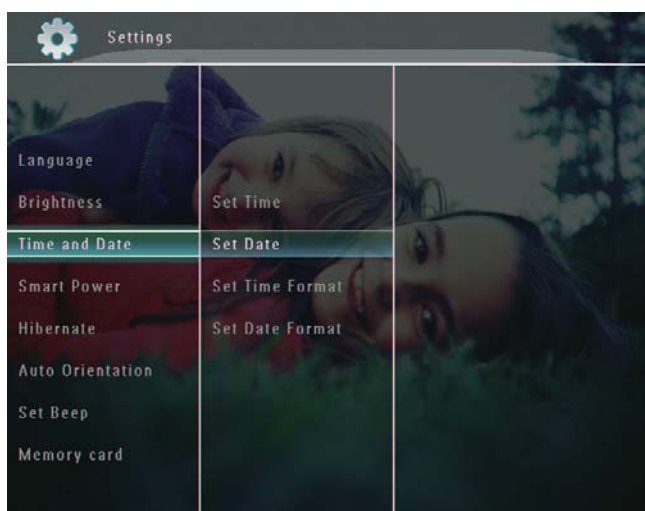 Settings
Language
Brightness
Time and Date
Smart Power
Hibernate
Auto Orientation
Set Beep
Memory card
Set Time
Set Date
Set Time Format
Set Date Format